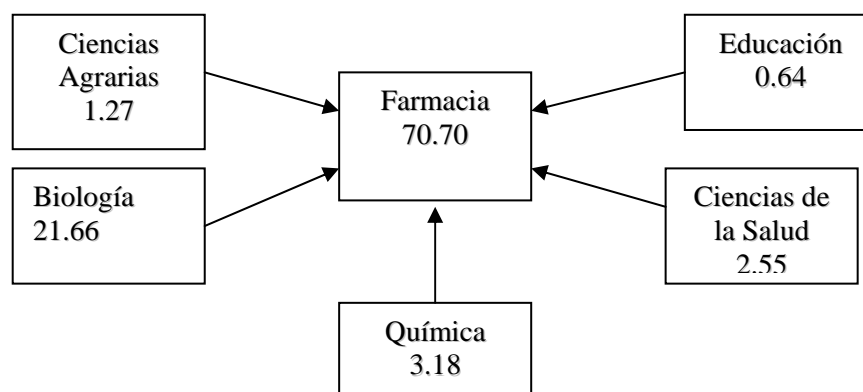 Ciencias
Agrarias
1.27
Educación
0.64
Farmacia
70.70
Biología
21.66
Ciencias de
la Salud
2.55
Química
3.18